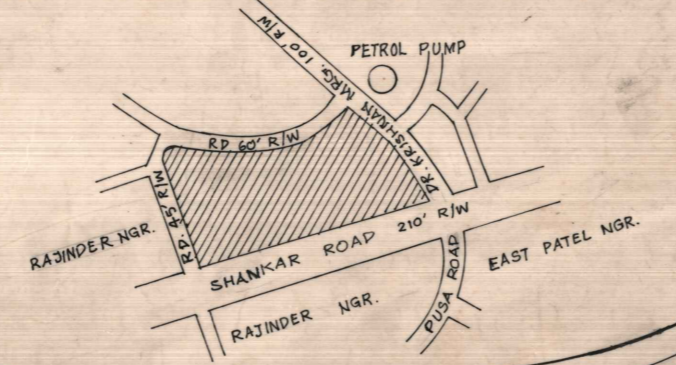 PETROL PUMP
DR. KRISHNAN MRG. 100' R/W
RD 60' R/W
RD. 45' R/W
RAJINDER NGR.
SHANKAR ROAD 210' R/W
RAJINDER NGR.
PUSA ROAD
EAST PATEL NGR.